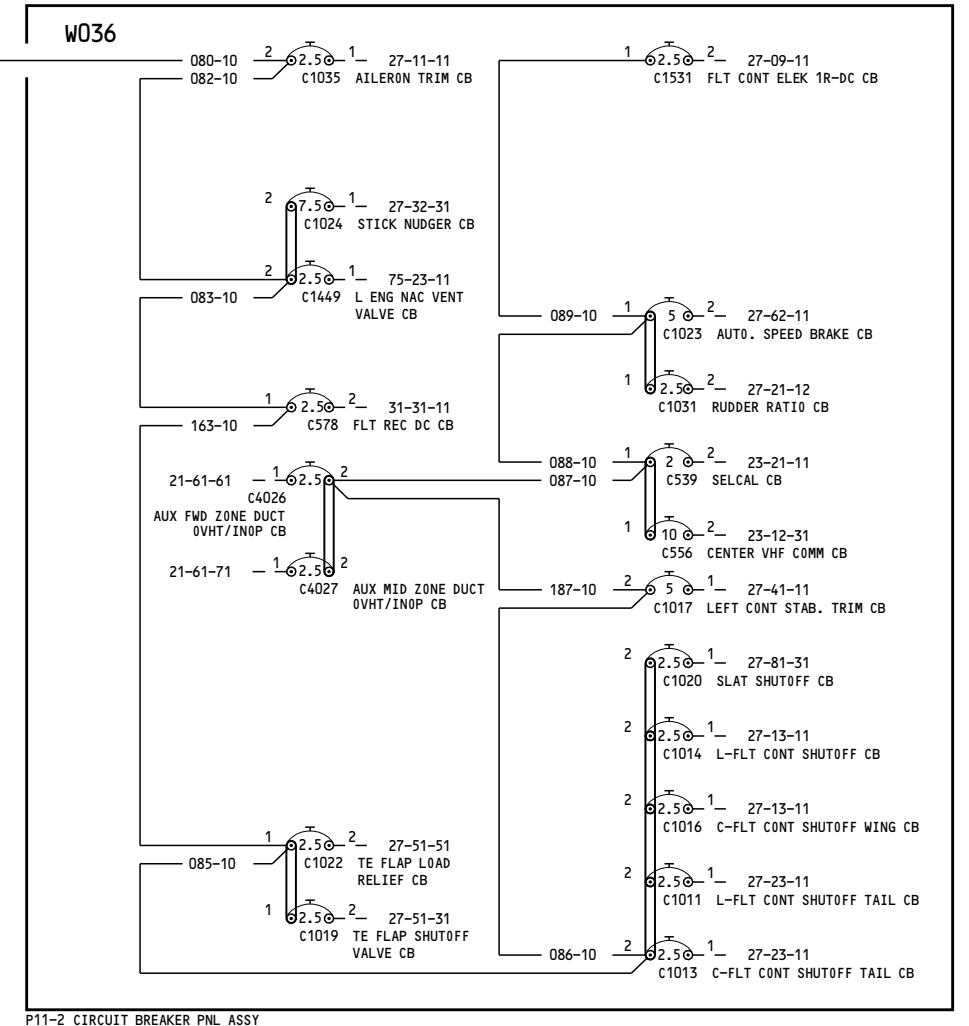 W036
080-10 2 2.5 1 27-11-11
082-10 C1035 AILERON TRIM CB
2 7.5 1 27-32-31
C1024 STICK NUDGER CB
2 2.5 1 75-23-11
083-10 C1449 L ENG NAC VENT
VALVE CB
1 2.5 2 31-31-11
163-10 C578 FLT REC DC CB
21-61-61 1 2.5 2
C4026
AUX FWD ZONE DUCT
OVHT/INOP CB
21-61-71 1 2.5 2
C4027 AUX MID ZONE DUCT
OVHT/INOP CB
1 2.5 2 27-51-51
085-10 C1022 TE FLAP LOAD
RELIEF CB
1 2.5 2 27-51-31
C1019 TE FLAP SHUTOFF
VALVE CB
1 2.5 2 27-09-11
C1531 FLT CONT ELEK 1R-DC CB
089-10 1 5 2 27-62-11
C1023 AUTO. SPEED BRAKE CB
1 2.5 2 27-21-12
C1031 RUDDER RATIO CB
088-10 1 2 2 23-21-11
087-10 C539 SELCAL CB
1 10 2 23-12-31
C556 CENTER VHF COMM CB
187-10 2 5 1 27-41-11
C1017 LEFT CONT STAB. TRIM CB
2 2.5 1 27-81-31
C1020 SLAT SHUTOFF CB
2 2.5 1 27-13-11
C1014 L-FLT CONT SHUTOFF CB
2 2.5 1 27-13-11
C1016 C-FLT CONT SHUTOFF WING CB
2 2.5 1 27-23-11
C1011 L-FLT CONT SHUTOFF TAIL CB
086-10 2 2.5 1 27-23-11
C1013 C-FLT CONT SHUTOFF TAIL CB
P11-2 CIRCUIT BREAKER PNL ASSY